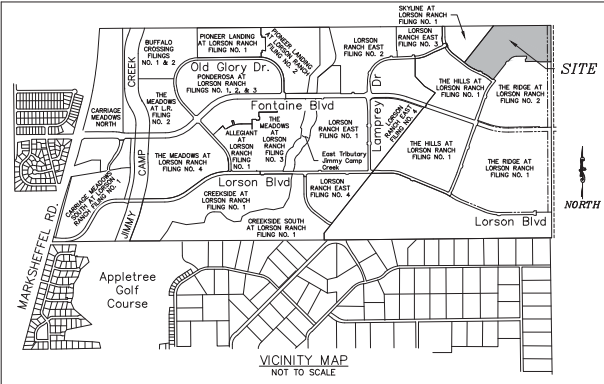 SKYLINE AT
LORSON RANCH
FILING NO. 1
BUFFALO
CROSSING
FILINGS
NO. 1 & 2
PIONEER LANDING
AT LORSON RANCH
FILING NO. 1
PIONEER LANDING
AT LORSON RANCH
FILING NO. 2
LORSON
RANCH EAST
FILING NO. 2
LORSON
RANCH EAST
FILING NO. 3
SITE
CREEK
Old Glory Dr.
PONDEROSA AT
LORSON RANCH
FILING NOS. 1, 2, & 3
Lamprey Dr
THE HILLS AT
LORSON RANCH
FILING NO. 1
THE RIDGE AT
LORSON RANCH
FILING NO. 2
CARRIAGE
MEADOWS
NORTH
THE
MEADOWS
AT L.R.
FILING
NO. 2
Fontaine Blvd
ALLEGIANT
AT
LORSON
RANCH
FILING
NO. 1
THE
MEADOWS
AT
LORSON
RANCH
FILING
NO. 3
LORSON
RANCH EAST
FILING NO. 1
LORSON
RANCH EAST
FILING NO. 4
East Tributary
Jimmy Camp
Creek
THE HILLS AT
LORSON RANCH
FILING NO. 1
THE RIDGE AT
LORSON RANCH
FILING NO. 1
CAMP
THE MEADOWS AT
LORSON RANCH
FILING NO. 4
Lorson Blvd
LORSON
RANCH EAST
FILING NO. 4
CARRIAGE MEADOWS
SOUTH AT LORSON
RANCH FILING NO. 1
CREEKSIDE AT
LORSON RANCH
FILING NO. 1
CREEKSIDE SOUTH AT
LORSON RANCH
FILING NO. 1
Lorson Blvd
NORTH
JIMMY
MARKSHEFFEL RD.
Appletree
Golf
Course
VICINITY MAP
NOT TO SCALE